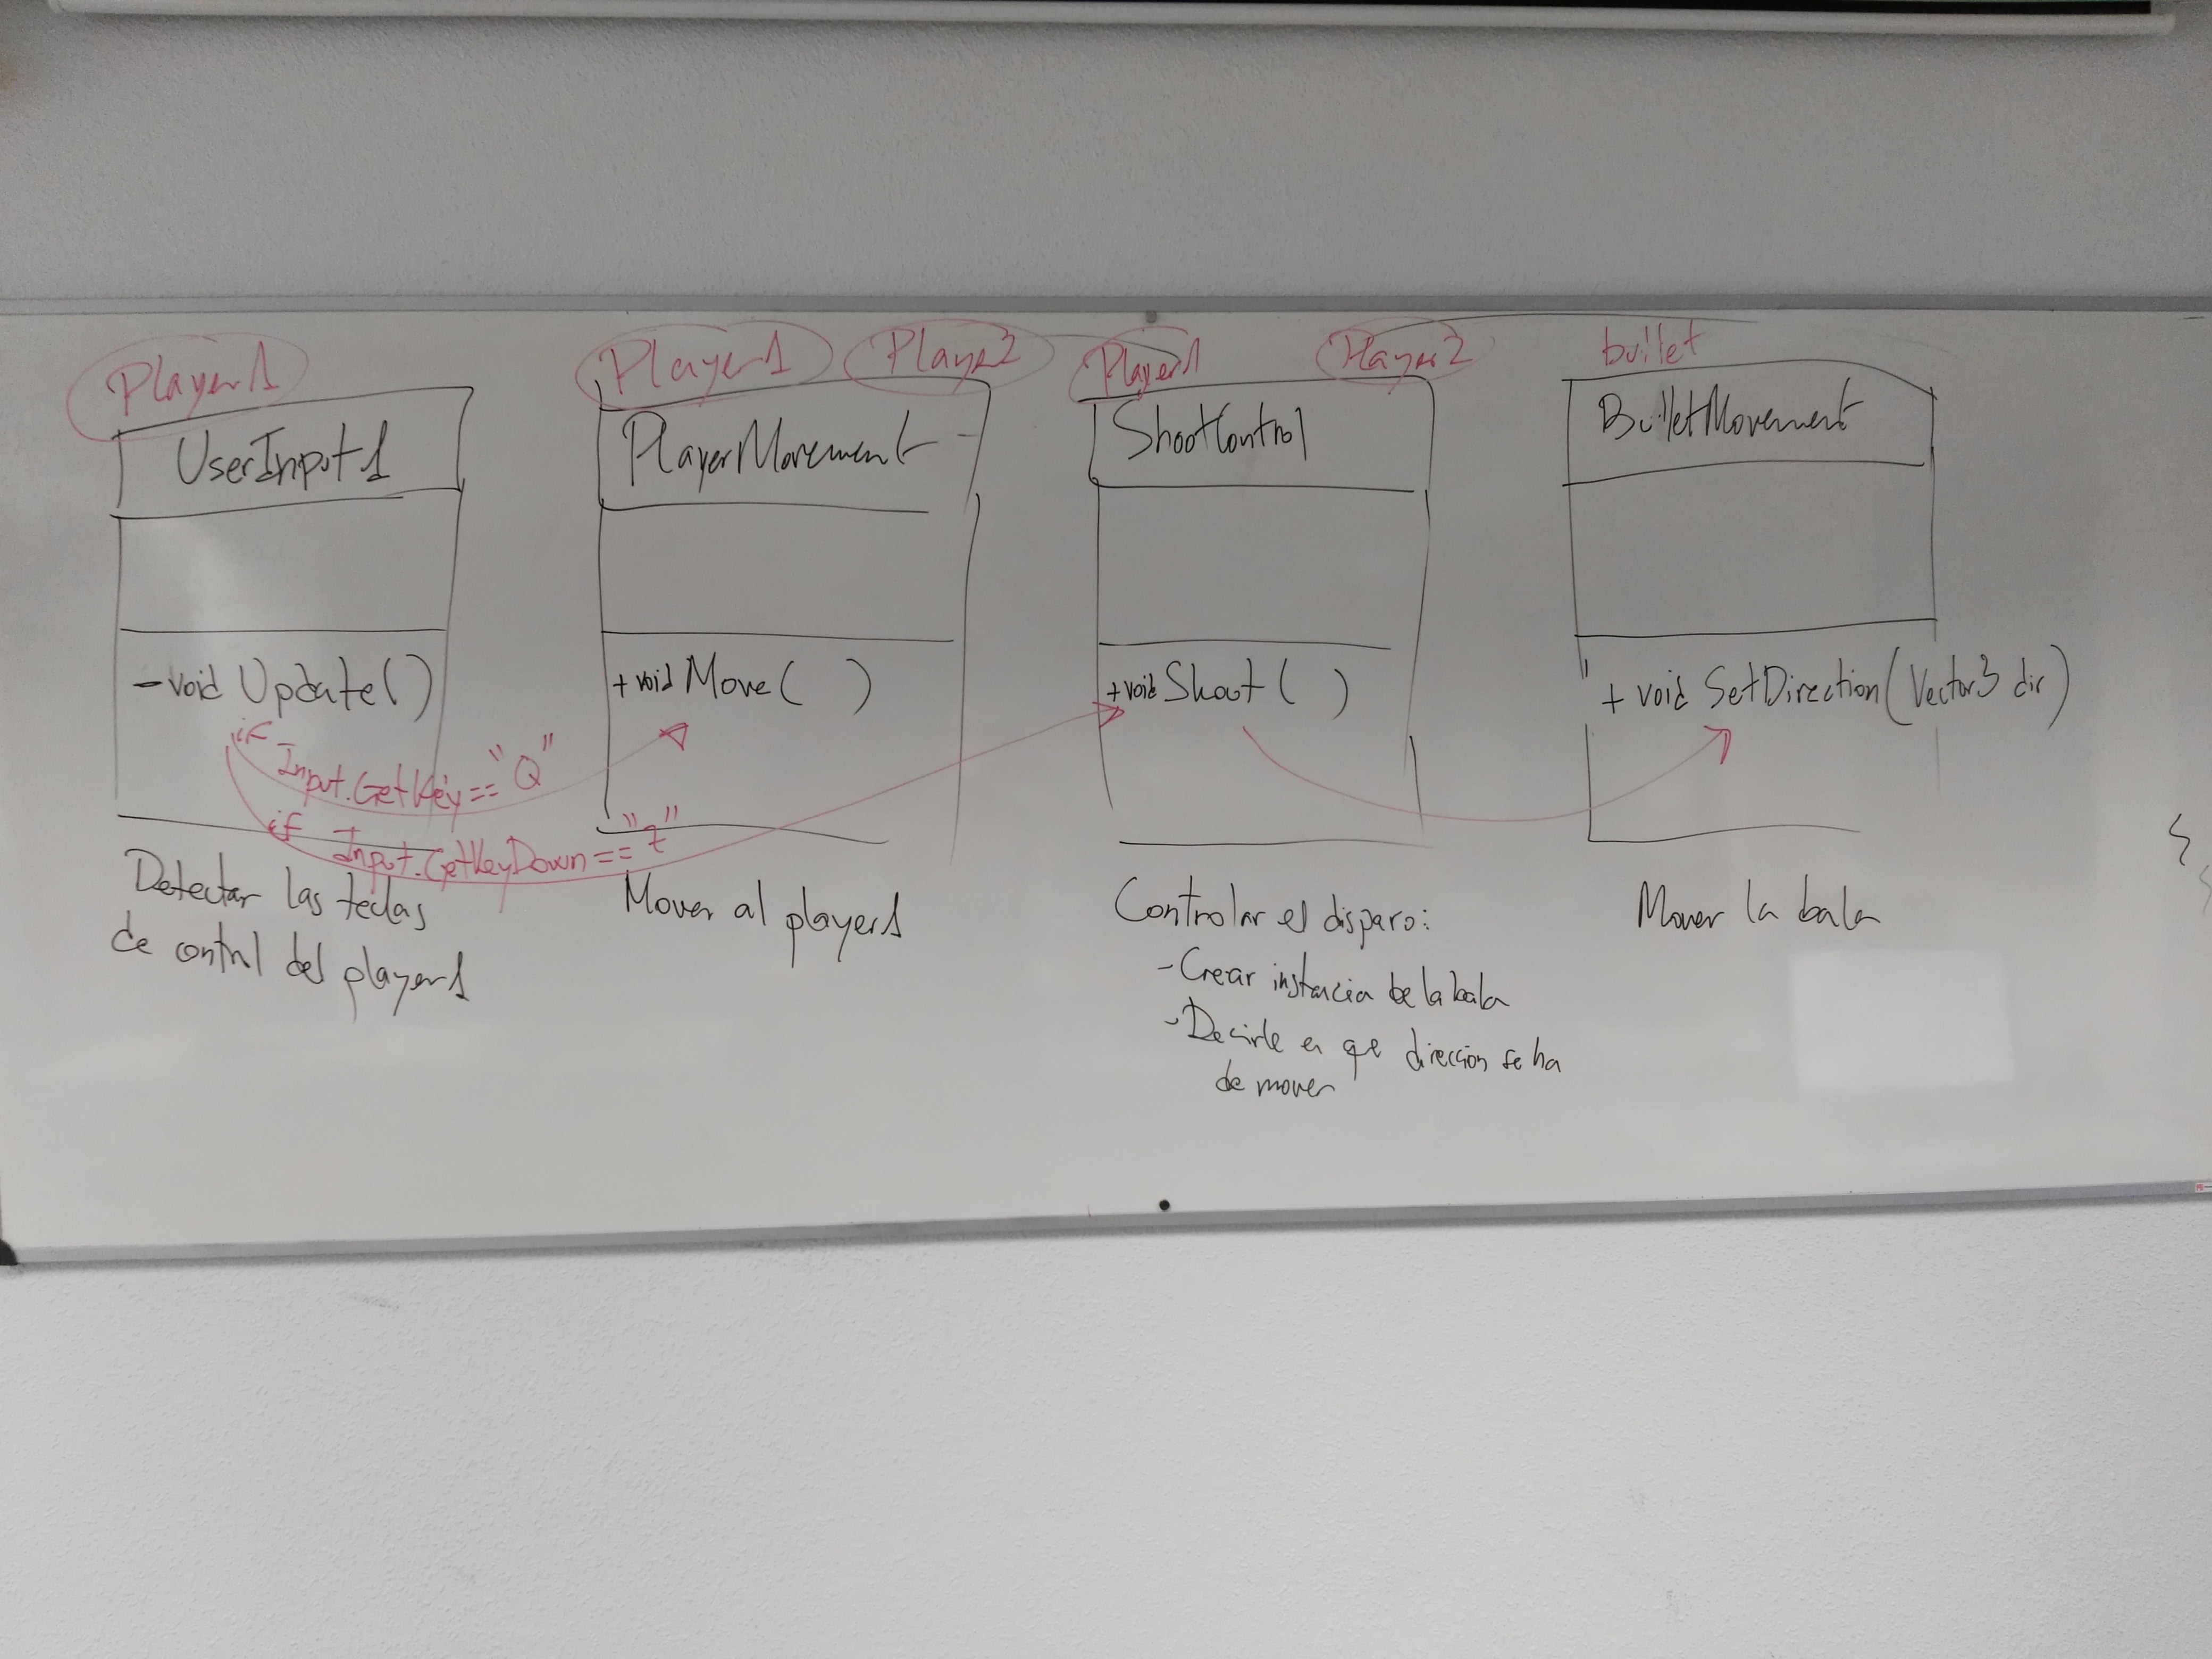 Player1
UserInput1
-void Update()
if Input.GetKey=="Q"
if Input.GetKeyDown=="z"
Detectar las teclas
de control del player1
Player1 Player2
PlayerMovement
+void Move( )
Mover al player1
Player1 Player2
ShootControl
+void Shoot( )
Controlar el disparo:
-Crear instancia de la bala
-Decirle en que dirección se ha
de mover
bullet
BulletMovement
+ void SetDirection(Vector3 dir)
Mover la bala